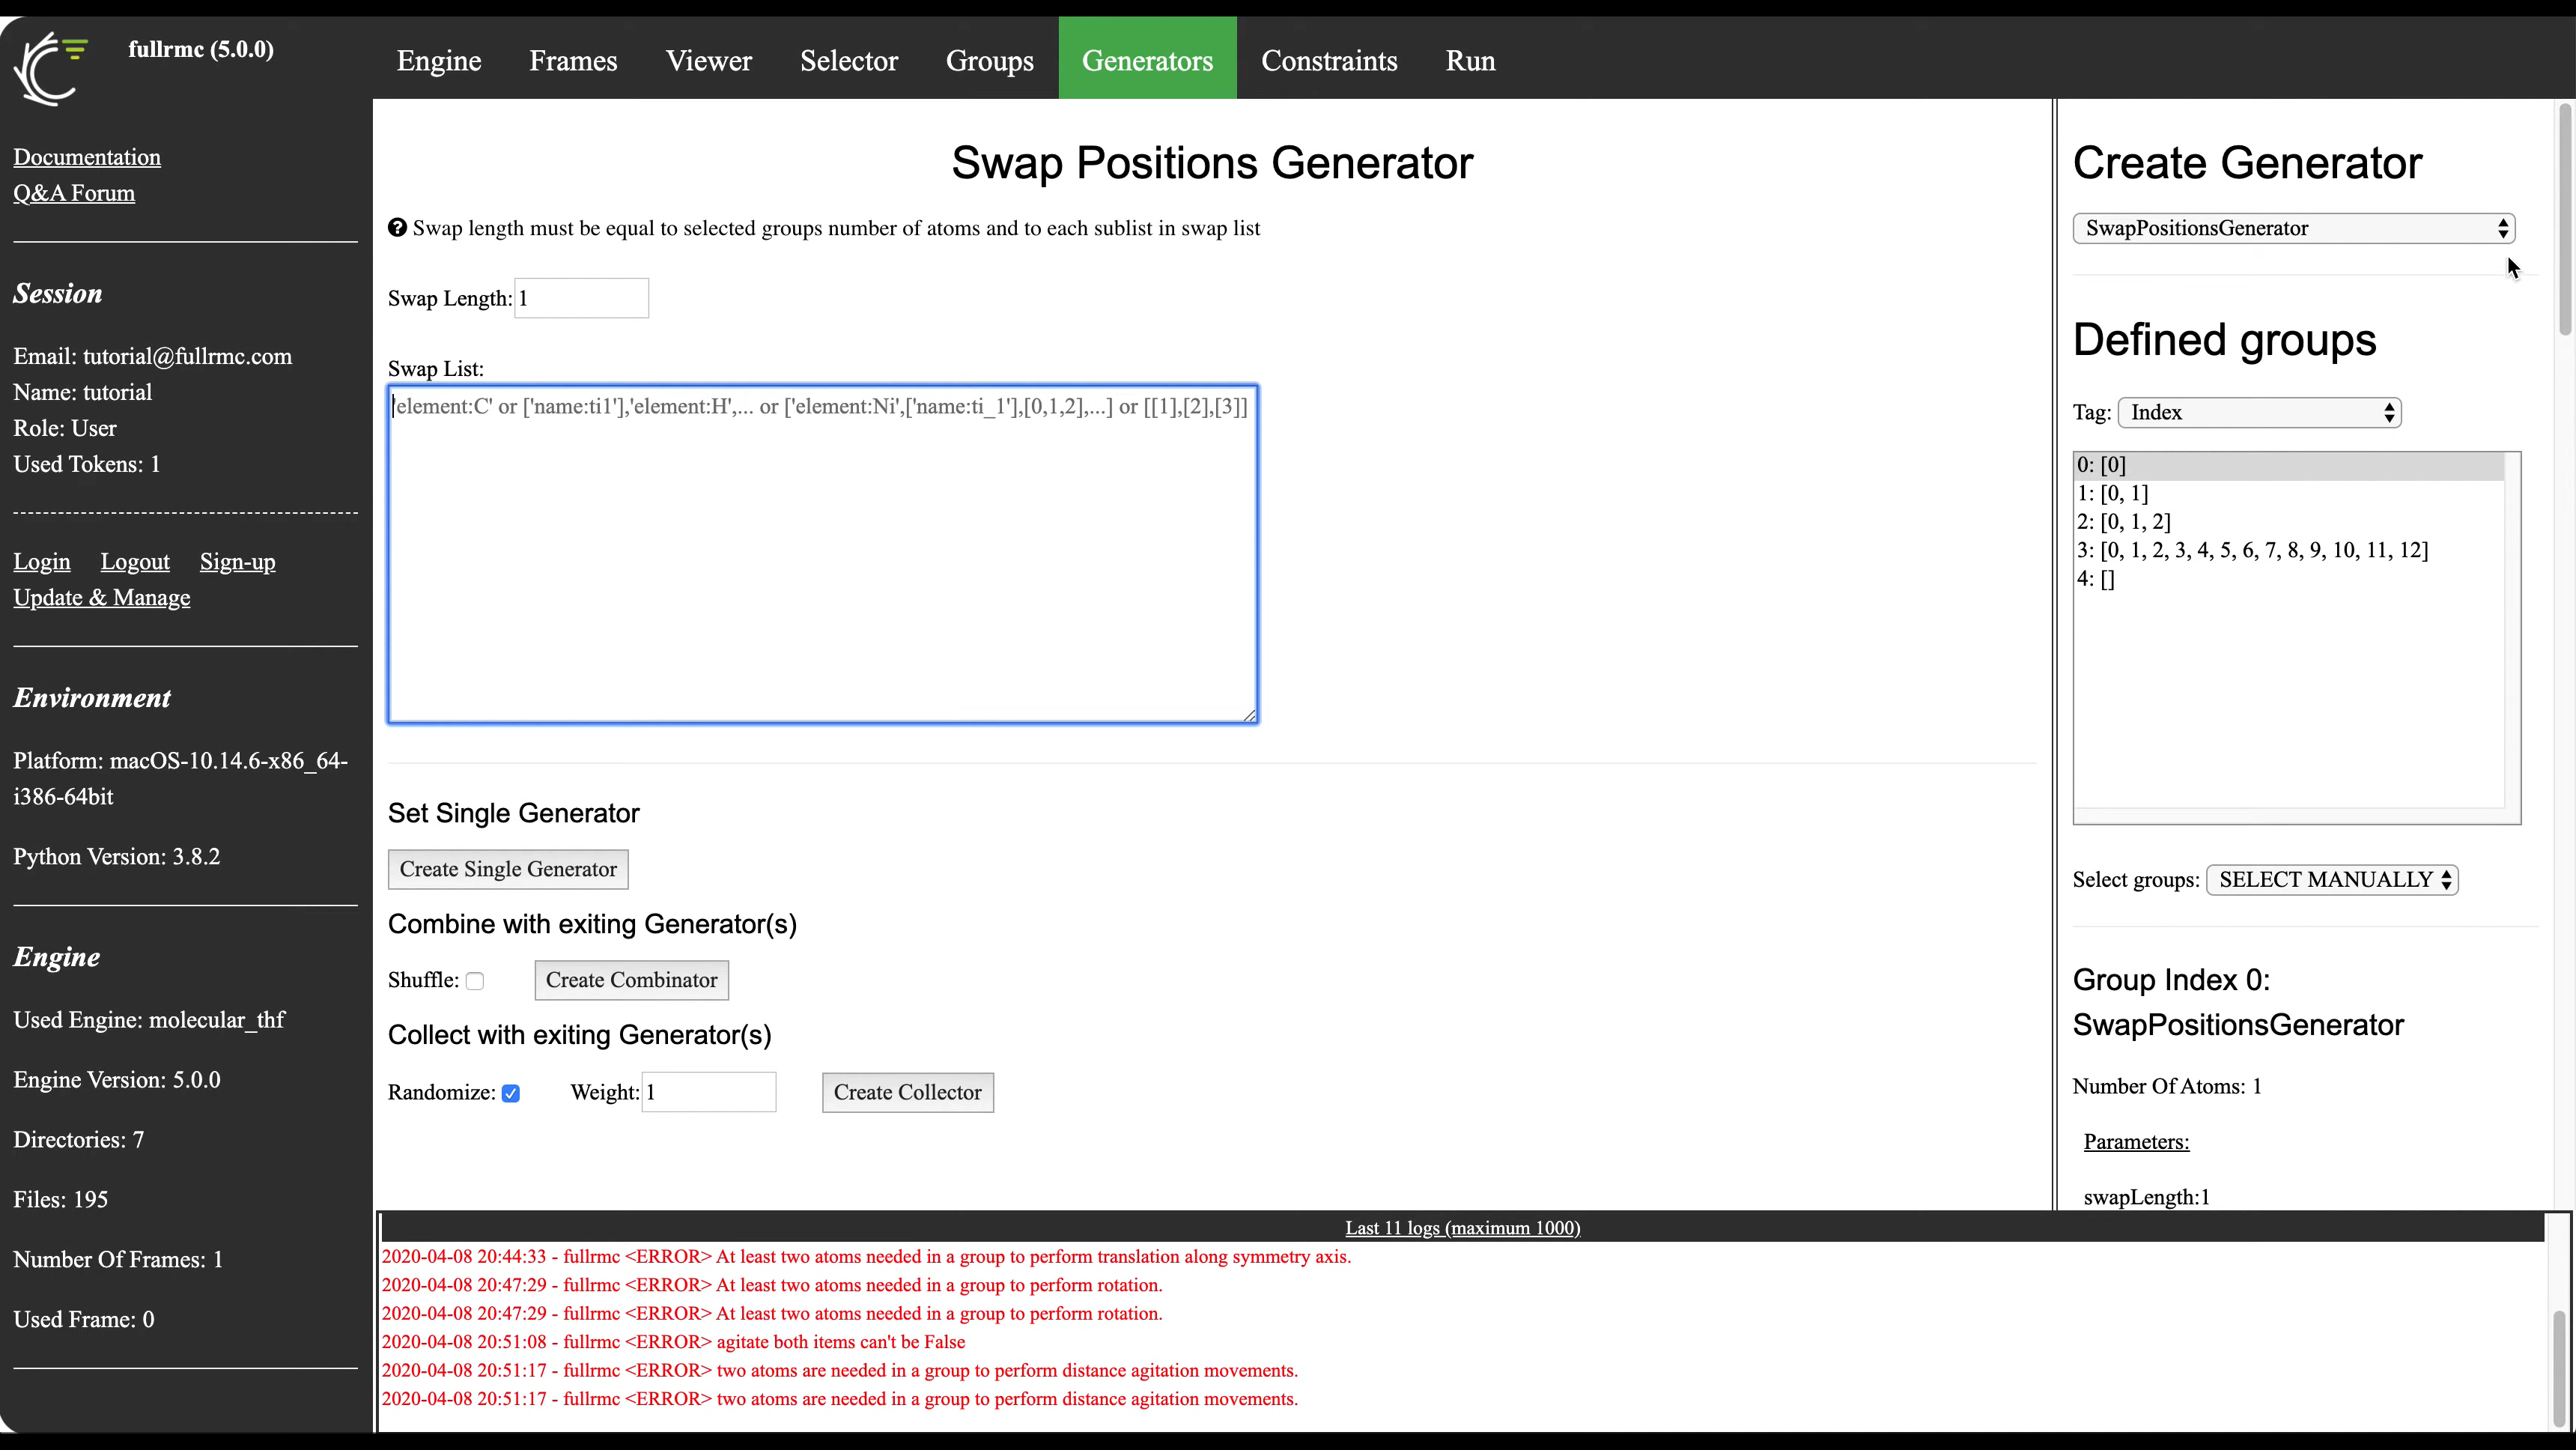 fullrmc (5.0.0)
Engine Frames Viewer Selector Groups Generators Constraints Run
Documentation
Q&A Forum
Session
Email: tutorial@fullrmc.com
Name: tutorial
Role: User
Used Tokens: 1
Login Logout Sign-up
Update & Manage
Environment
Platform: macOS-10.14.6-x86_64-
i386-64bit
Python Version: 3.8.2
Engine
Used Engine: molecular_thf
Engine Version: 5.0.0
Directories: 7
Files: 195
Number Of Frames: 1
Used Frame: 0
Swap Positions Generator
Swap length must be equal to selected groups number of atoms and to each sublist in swap list
Swap Length: 1
Swap List:
'element:C' or ['name:ti1'],'element:H',... or ['element:Ni',['name:ti_1'],[0,1,2],...] or [[1],[2],[3]]
Set Single Generator
Create Single Generator
Combine with exiting Generator(s)
Shuffle: Create Combinator
Collect with exiting Generator(s)
Randomize: Weight: 1 Create Collector
Create Generator
SwapPositionsGenerator
Defined groups
Tag: Index
0: [0]
1: [0, 1]
2: [0, 1, 2]
3: [0, 1, 2, 3, 4, 5, 6, 7, 8, 9, 10, 11, 12]
4: []
Select groups: SELECT MANUALLY
Group Index 0:
SwapPositionsGenerator
Number Of Atoms: 1
Parameters:
swapLength:1
Last 11 logs (maximum 1000)
2020-04-08 20:44:33 - fullrmc <ERROR> At least two atoms needed in a group to perform translation along symmetry axis.
2020-04-08 20:47:29 - fullrmc <ERROR> At least two atoms needed in a group to perform rotation.
2020-04-08 20:47:29 - fullrmc <ERROR> At least two atoms needed in a group to perform rotation.
2020-04-08 20:51:08 - fullrmc <ERROR> agitate both items can't be False
2020-04-08 20:51:17 - fullrmc <ERROR> two atoms are needed in a group to perform distance agitation movements.
2020-04-08 20:51:17 - fullrmc <ERROR> two atoms are needed in a group to perform distance agitation movements.